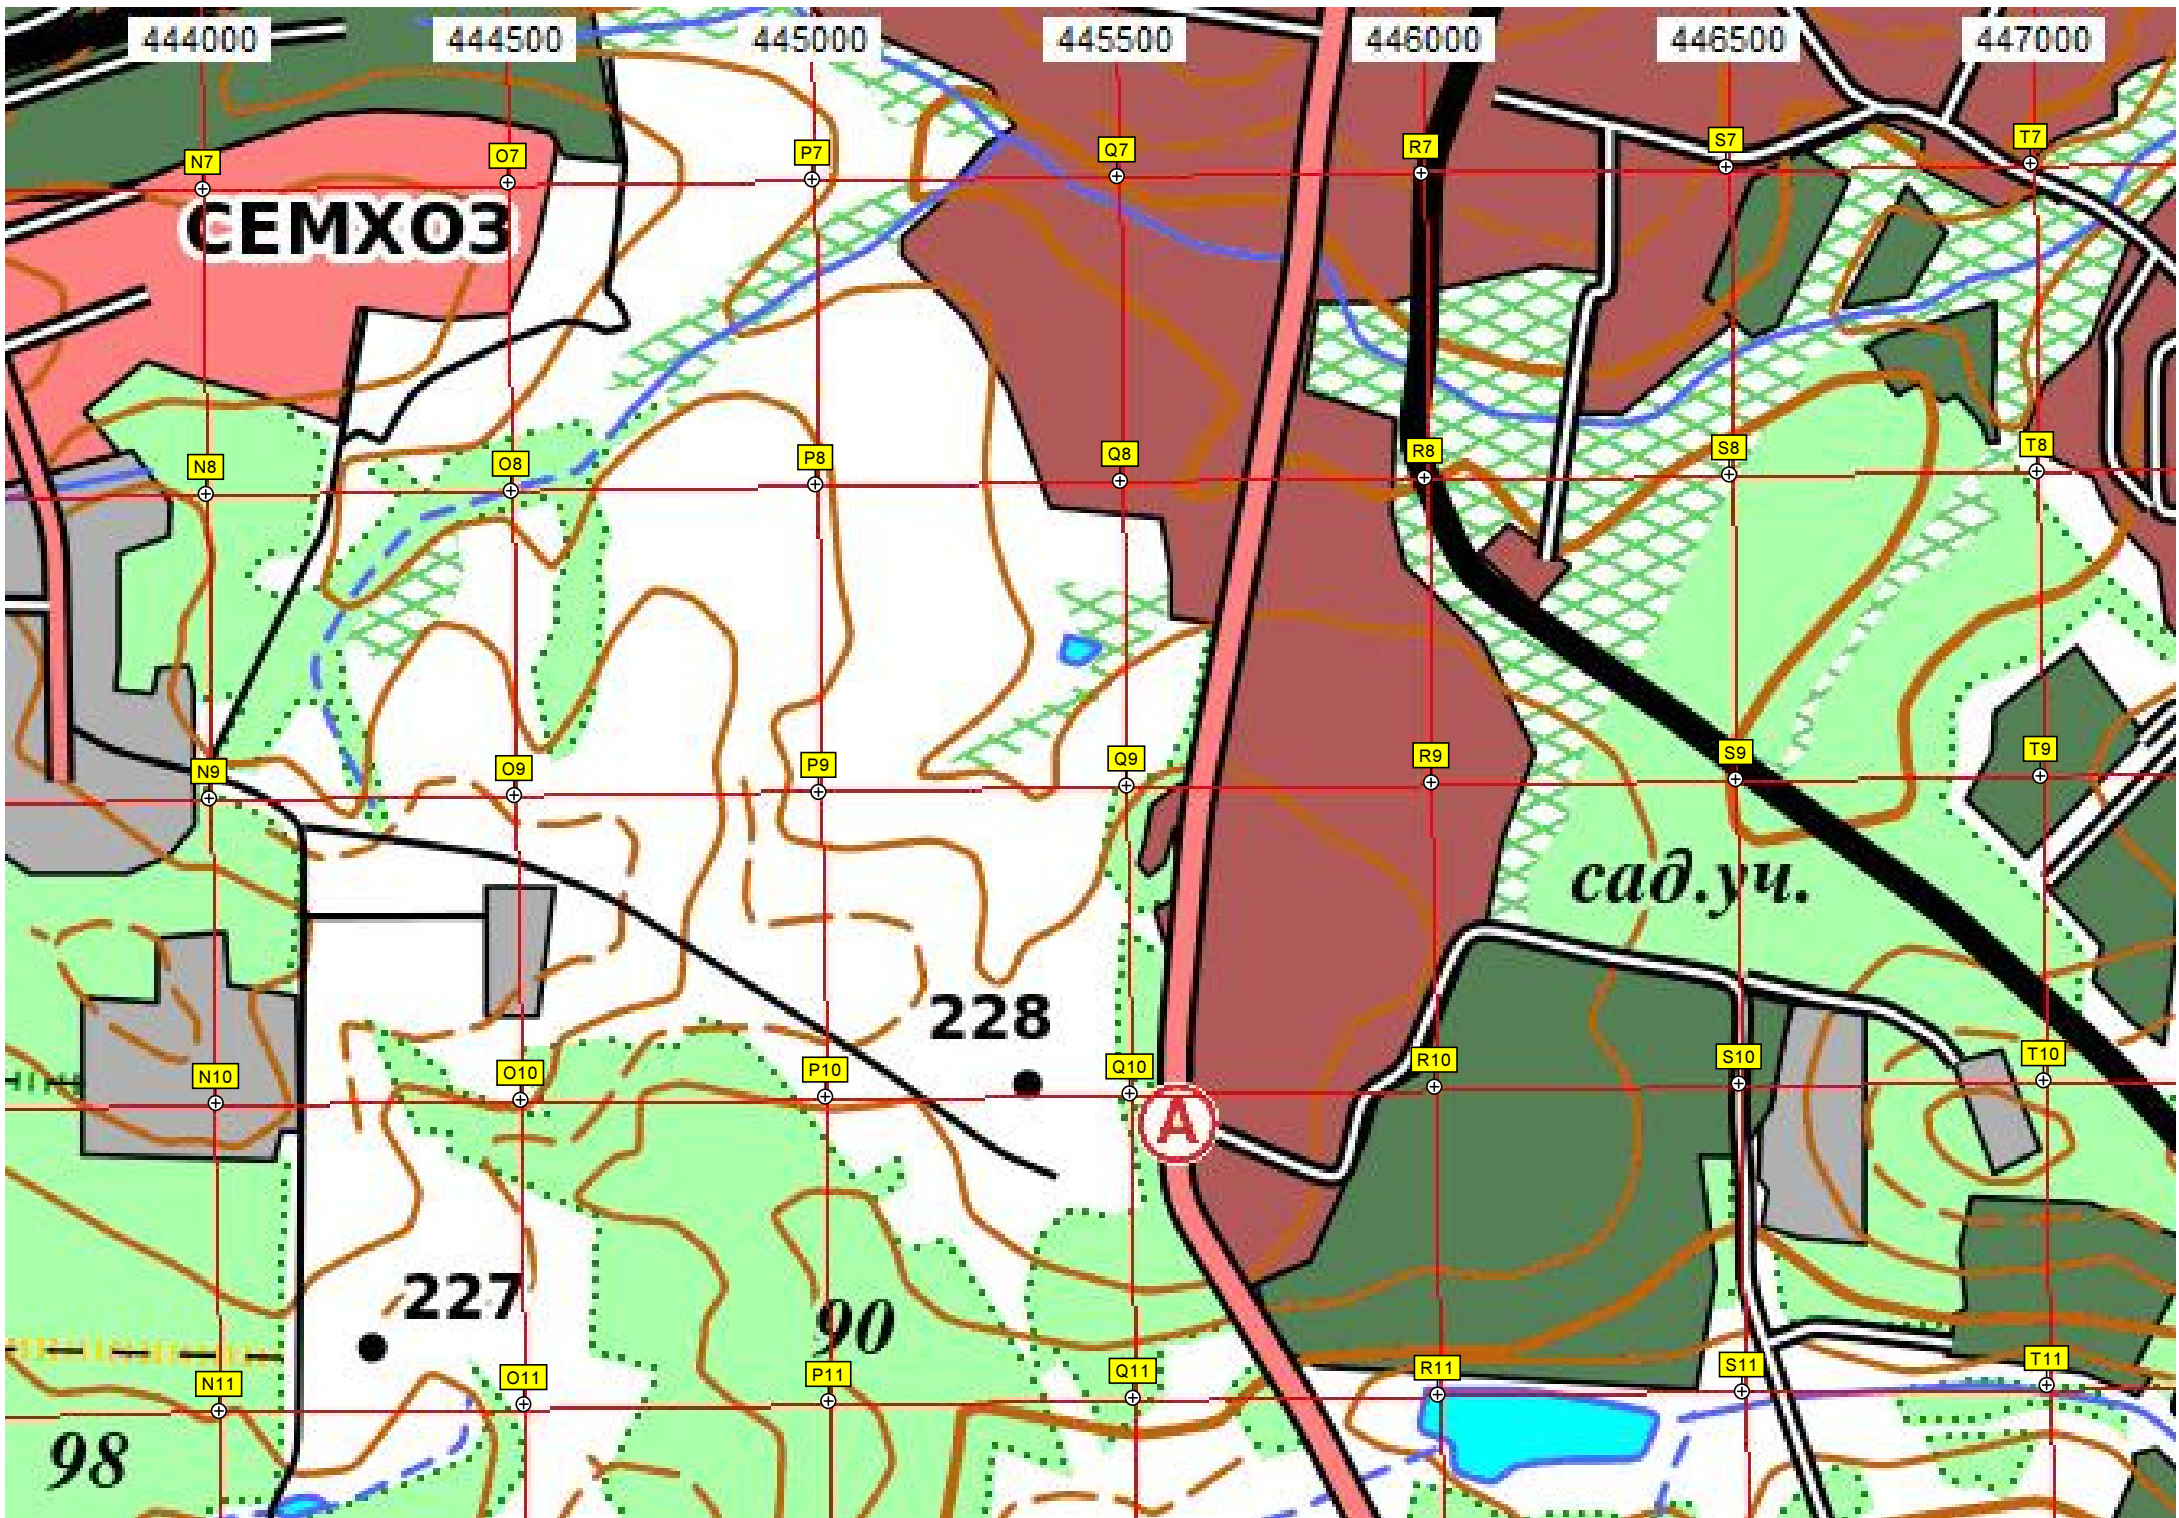 444000 444500 445000 445500 446000 446500 447000
N7 O7 P7 Q7 R7 S7 T7
СЕМХОЗ
N8 O8 P8 Q8 R8 S8 T8
N9 O9 P9 Q9 R9 S9 T9
сад.уч.
228
N10 O10 P10 Q10 R10 S10 T10
А
227
90
N11 O11 P11 Q11 R11 S11 T11
98